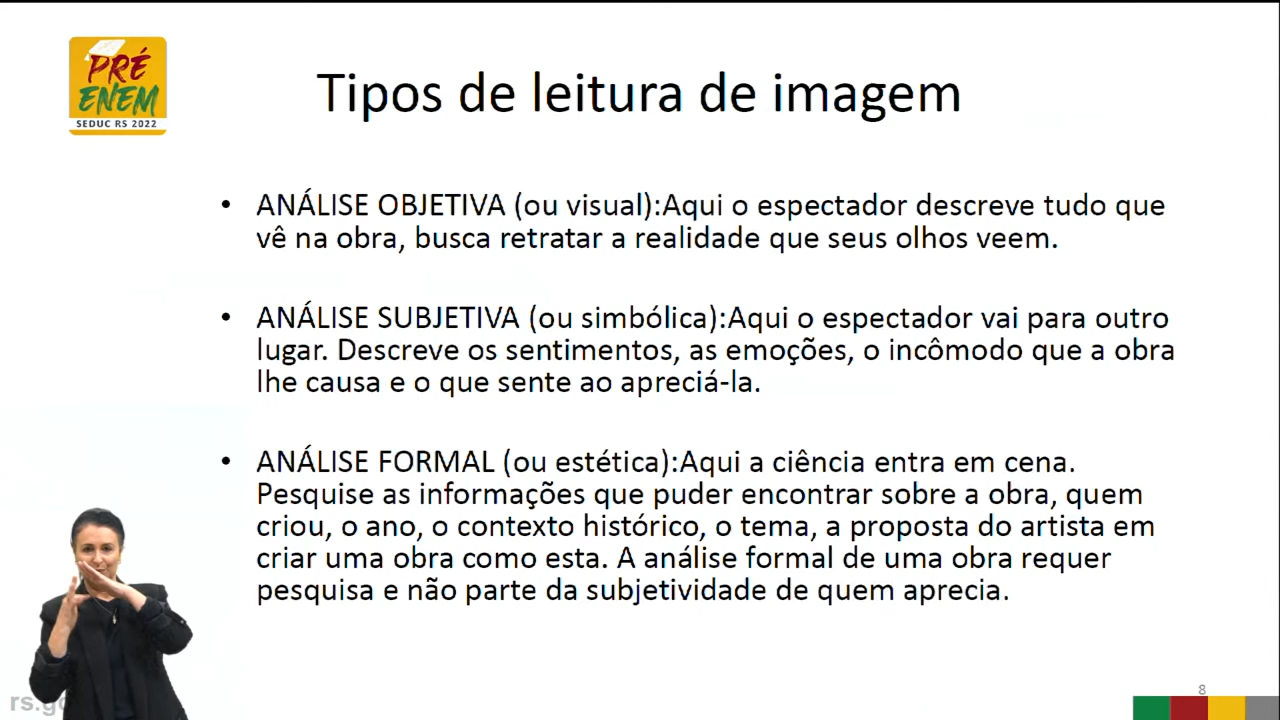 PRÉ
ENEM
SEDUC RS 2022
Tipos de leitura de imagem
• ANÁLISE OBJETIVA (ou visual):Aqui o espectador descreve tudo que
vê na obra, busca retratar a realidade que seus olhos veem.
• ANÁLISE SUBJETIVA (ou simbólica):Aqui o espectador vai para outro
lugar. Descreve os sentimentos, as emoções, o incômodo que a obra
lhe causa e o que sente ao apreciá-la.
• ANÁLISE FORMAL (ou estética):Aqui a ciência entra em cena.
Pesquise as informações que puder encontrar sobre a obra, quem
criou, o ano, o contexto histórico, o tema, a proposta do artista em
criar uma obra como esta. A análise formal de uma obra requer
pesquisa e não parte da subjetividade de quem aprecia.
8